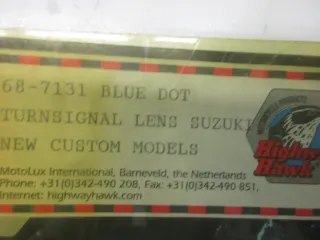 68-7131 BLUE DOT
TURNSIGNAL LENS SUZUKI
NEW CUSTOM MODELS
MotoLux International, Barneveld, the Netherlands
Phone: +31(0)342-490 208, Fax: +31(0)342-490 851,
Internet: highwayhawk.com
Highway
Hawk